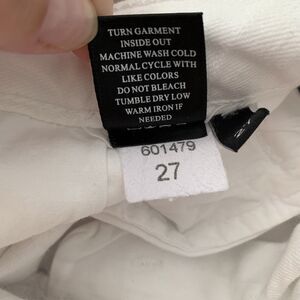 TURN GARMENT
INSIDE OUT
MACHINE WASH COLD
NORMAL CYCLE WITH
LIKE COLORS
DO NOT BLEACH
TUMBLE DRY LOW
WARM IRON IF
NEEDED
601479
27